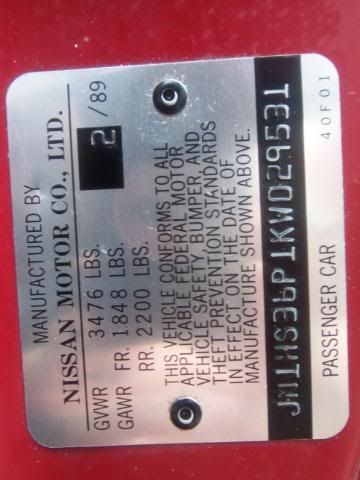 MANUFACTURED BY
NISSAN MOTOR CO., LTD.
2 /89
GVWR 3476 LBS.
GAWR FR. 1848 LBS.
RR. 2200 LBS.
THIS VEHICLE CONFORMS TO ALL
APPLICABLE FEDERAL MOTOR
VEHICLE SAFETY, BUMPER, AND
THEFT PREVENTION STANDARDS
IN EFFECT ON THE DATE OF
MANUFACTURE SHOWN ABOVE.
JN1HS36P1KW029531
PASSENGER CAR 40F01